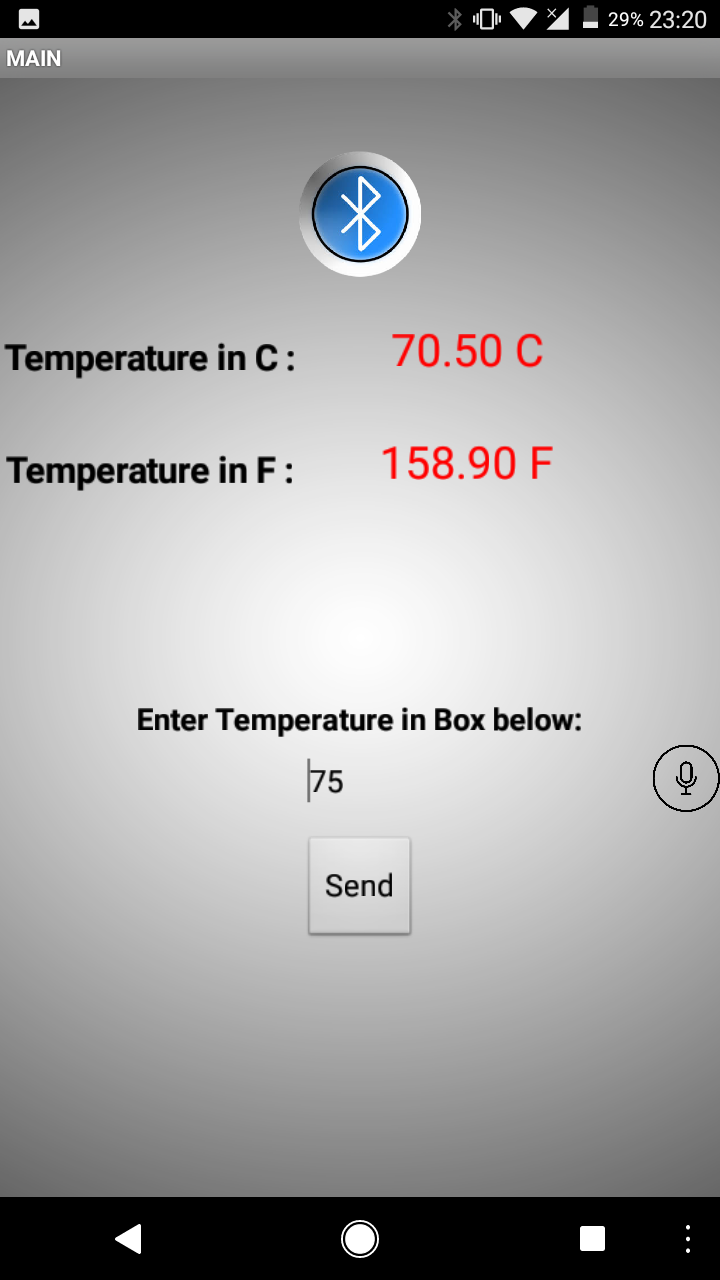 29% 23:20
MAIN
Temperature in C : 70.50 C
Temperature in F : 158.90 F
Enter Temperature in Box below:
75
Send